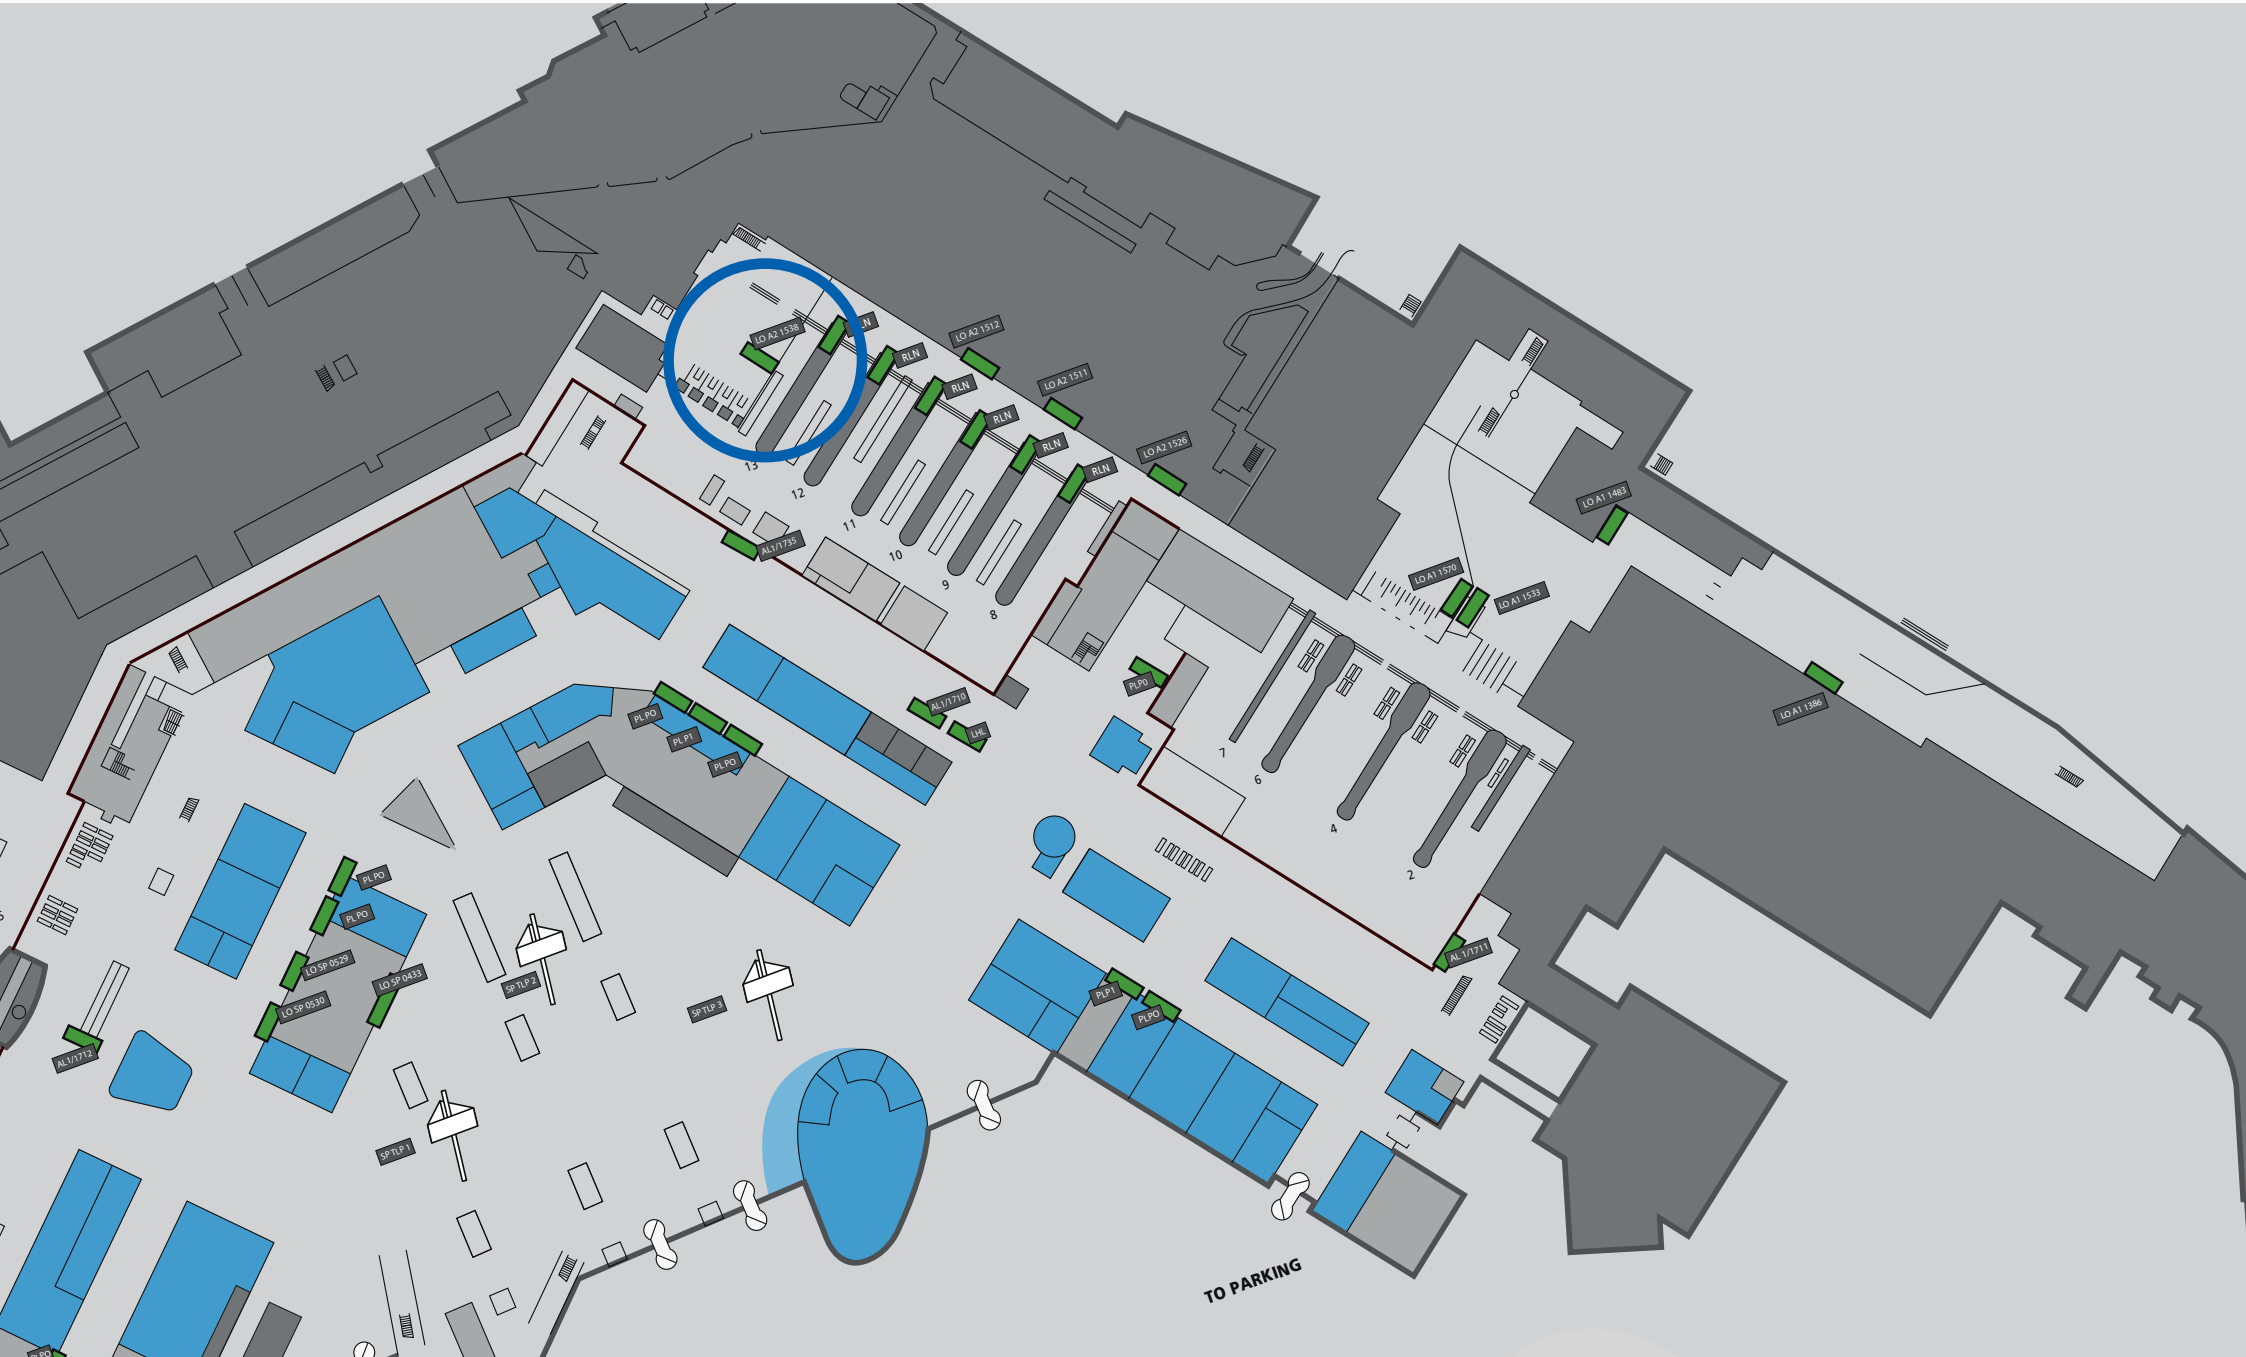 LO A2 1538
RLN
LO A2 1512
RLN
RLN
LO A2 1511
RLN
RLN
LO A2 1526
RLN
13
12
11
10
9
8
AL1/1735
LO A1 1483
LO A1 1570
LO A1 1533
LO A1 1386
PLPO
PL PO
PL P1
PL PO
AL1/1710
LHL
7
6
4
2
PL PO
PL PO
LO SP 0529
LO SP 0433
LO SP 0530
AL1/1712
SP TLP 2
SP TLP 3
SP TLP 1
PLP1
PLPO
AL 1/1711
TO PARKING
PLPO